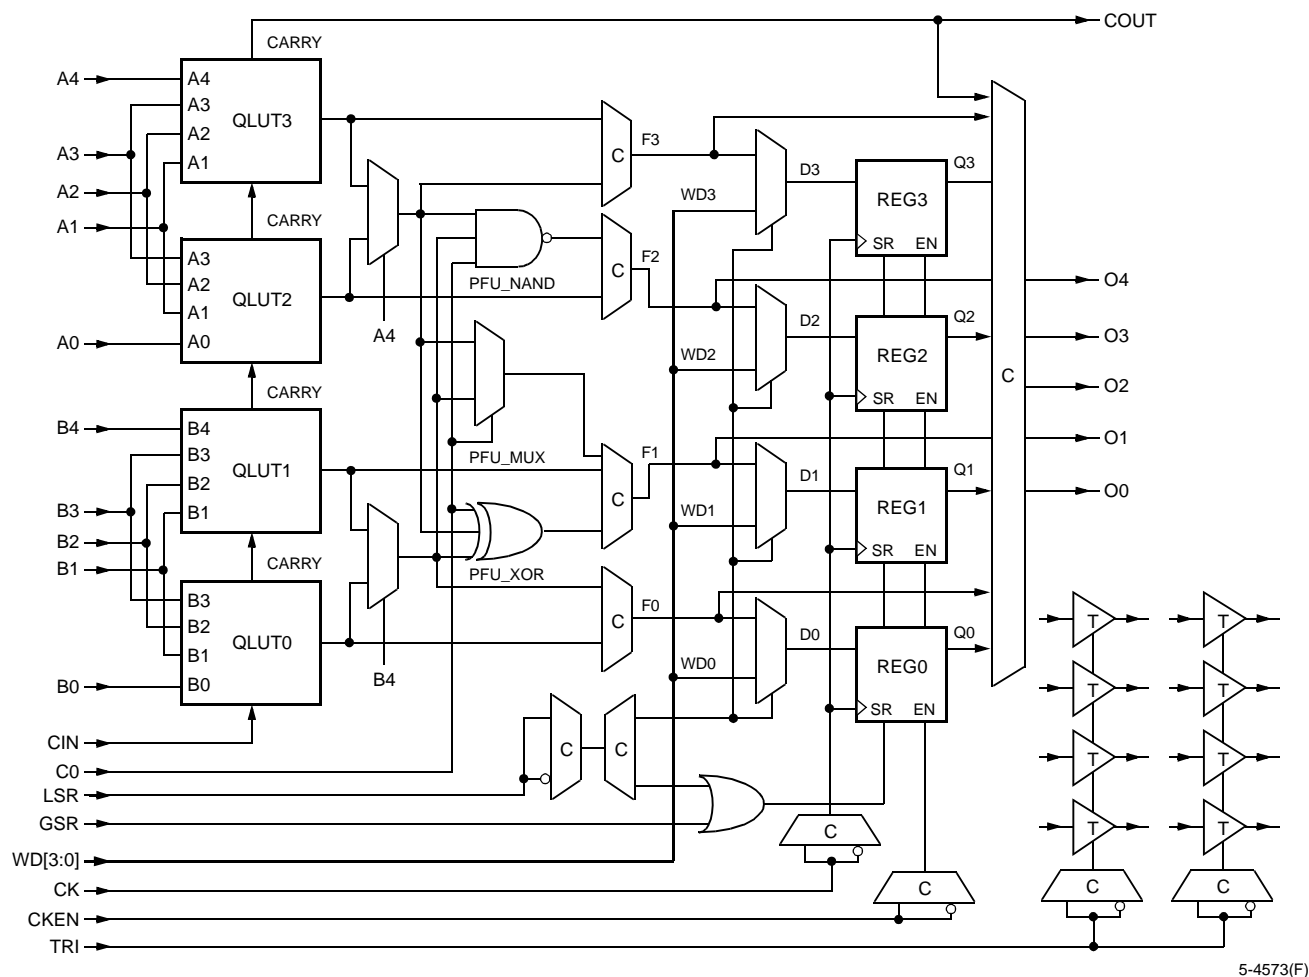 COUT
CARRY
A4
A4
A3
A2
A1
QLUT3
A3
A2
A1
CARRY
A3
A2
A1
A0
QLUT2
A0
CARRY
B4
B4
B3
B2
B1
QLUT1
B3
B2
B1
CARRY
B3
B2
B1
B0
QLUT0
B0
CIN
C0
LSR
GSR
WD[3:0]
CK
CKEN
TRI
A4
B4
PFU_NAND
PFU_MUX
PFU_XOR
C
F3
C
F2
C
F1
C
F0
C
C
WD3
D3
WD2
D2
WD1
D1
WD0
D0
REG3
SR EN
Q3
REG2
SR EN
Q2
REG1
SR EN
Q1
REG0
SR EN
Q0
C
C
C
O4
O3
O2
O1
O0
T T
T T
T T
T T
C C
5-4573(F)